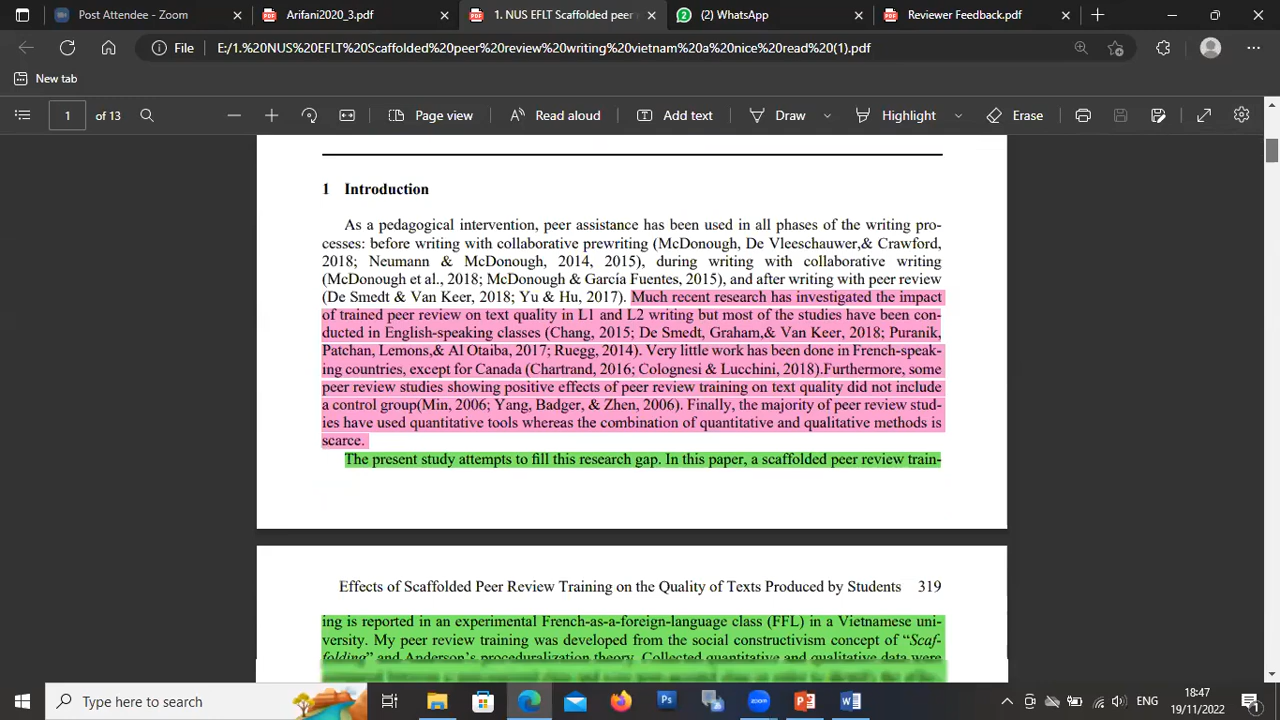 Post Attendee - Zoom
Arifani2020_3.pdf
1. NUS EFLT Scaffolded peer
(2) WhatsApp
Reviewer Feedback.pdf
File
E:/1.%20NUS%20EFLT%20Scaffolded%20peer%20review%20writing%20vietnam%20a%20nice%20read%20(1).pdf
New tab
1 of 13
Page view
Read aloud
Add text
Draw
Highlight
Erase
1 Introduction
As a pedagogical intervention, peer assistance has been used in all phases of the writing pro-
cesses: before writing with collaborative prewriting (McDonough, De Vleeschauwer,& Crawford,
2018; Neumann & McDonough, 2014, 2015), during writing with collaborative writing
(McDonough et al., 2018; McDonough & García Fuentes, 2015), and after writing with peer review
(De Smedt & Van Keer, 2018; Yu & Hu, 2017). Much recent research has investigated the impact
of trained peer review on text quality in L1 and L2 writing but most of the studies have been con-
ducted in English-speaking classes (Chang, 2015; De Smedt, Graham,& Van Keer, 2018; Puranik,
Patchan, Lemons,& Al Otaiba, 2017; Ruegg, 2014). Very little work has been done in French-speak-
ing countries, except for Canada (Chartrand, 2016; Colognesi & Lucchini, 2018).Furthermore, some
peer review studies showing positive effects of peer review training on text quality did not include
a control group(Min, 2006; Yang, Badger, & Zhen, 2006). Finally, the majority of peer review stud-
ies have used quantitative tools whereas the combination of quantitative and qualitative methods is
scarce.
The present study attempts to fill this research gap. In this paper, a scaffolded peer review train-
Effects of Scaffolded Peer Review Training on the Quality of Texts Produced by Students 319
ing is reported in an experimental French-as-a-foreign-language class (FFL) in a Vietnamese uni-
versity. My peer review training was developed from the social constructivism concept of “Scaf-
folding” and Anderson's proceduralization theory. Collected quantitative and qualitative data were
Type here to search
ENG
18:47
19/11/2022